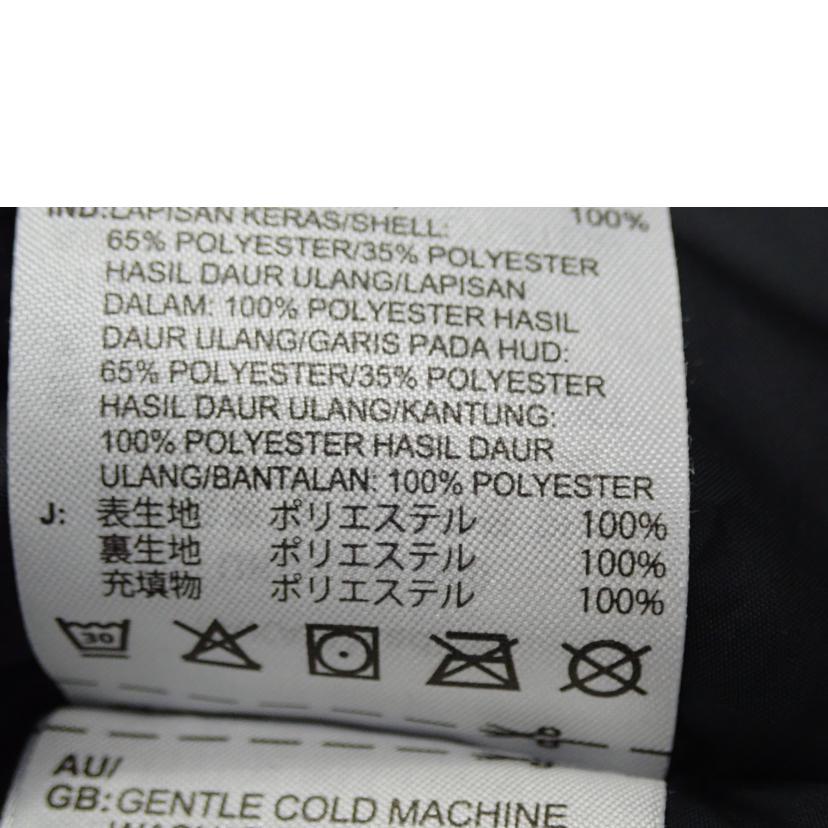 100%
IND:LAPISAN KERAS/SHELL:
65% POLYESTER/35% POLYESTER
HASIL DAUR ULANG/LAPISAN
DALAM: 100% POLYESTER HASIL
DAUR ULANG/GARIS PADA HUD:
65% POLYESTER/35% POLYESTER
HASIL DAUR ULANG/KANTUNG:
100% POLYESTER HASIL DAUR
ULANG/BANTALAN: 100% POLYESTER
J: 表生地 ポリエステル 100%
裏生地 ポリエステル 100%
充填物 ポリエステル 100%
30
AU/
GB:GENTLE COLD MACHINE